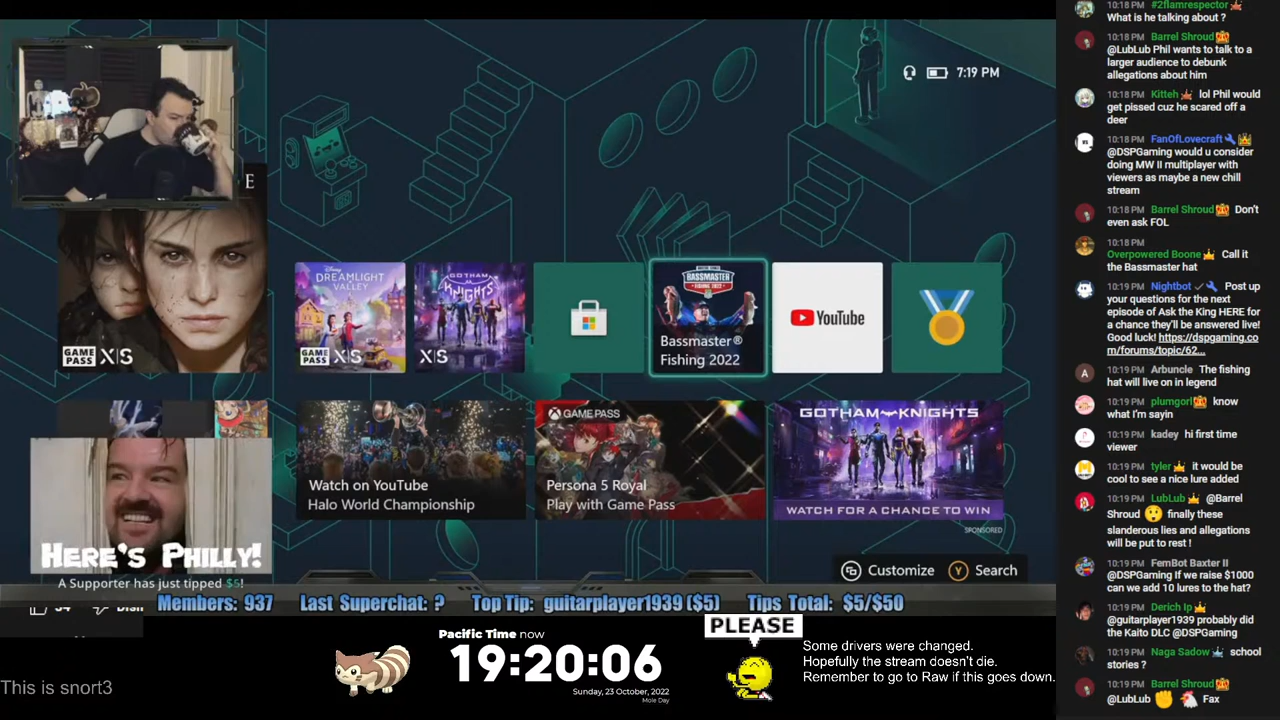 7:19 PM
E
GAME PASS X|S
Disney
DREAMLIGHT VALLEY
GAME PASS X|S
GOTHAM KNIGHTS
X|S
BASSMASTER
FISHING 2022
Bassmaster®
Fishing 2022
YouTube
Watch on YouTube
Halo World Championship
GAME PASS
Persona 5 Royal
Play with Game Pass
GOTHAM KNIGHTS
WATCH FOR A CHANCE TO WIN
SPONSORED
Customize
Y Search
HERE'S PHILLY!
A Supporter has just tipped $5!
Members: 937 Last Superchat: ? Top Tip: guitarplayer1939 ($5) Tips Total: $5/$50
PLEASE
Pacific Time now
19:20:06
Sunday, 23 October, 2022
Mole Day
Some drivers were changed.
Hopefully the stream doesn't die.
Remember to go to Raw if this goes down.
This is snort3
10:18 PM #2flamrespector
What is he talking about ?
10:18 PM Barrel Shroud
@LubLub Phil wants to talk to a
larger audience to debunk
allegations about him
10:18 PM Kitteh lol Phil would
get pissed cuz he scared off a
deer
10:18 PM FanOfLovecraft
@DSPGaming would u consider
doing MW II multiplayer with
viewers as maybe a new chill
stream
10:18 PM Barrel Shroud Don't
even ask FOL
10:18 PM
Overpowered Boone Call it
the Bassmaster hat
10:19 PM Nightbot Post up
your questions for the next
episode of Ask the King HERE for
a chance they'll be answered live!
Good luck! https://dspgaming.co
m/forums/topic/62...
10:19 PM Arbuncle The fishing
hat will live on in legend
10:19 PM plumgorl know
what I'm sayin
10:19 PM kadey hi first time
viewer
10:19 PM tyler it would be
cool to see a nice lure added
10:19 PM LubLub @Barrel
Shroud finally these
slanderous lies and allegations
will be put to rest !
10:19 PM FemBot Baxter II
@DSPGaming If we raise $1000
can we add 10 lures to the hat?
10:19 PM Derich Ip
@guitarplayer1939 probably did
the Kaito DLC @DSPGaming
10:19 PM Naga Sadow school
stories ?
10:19 PM Barrel Shroud
@LubLub Fax